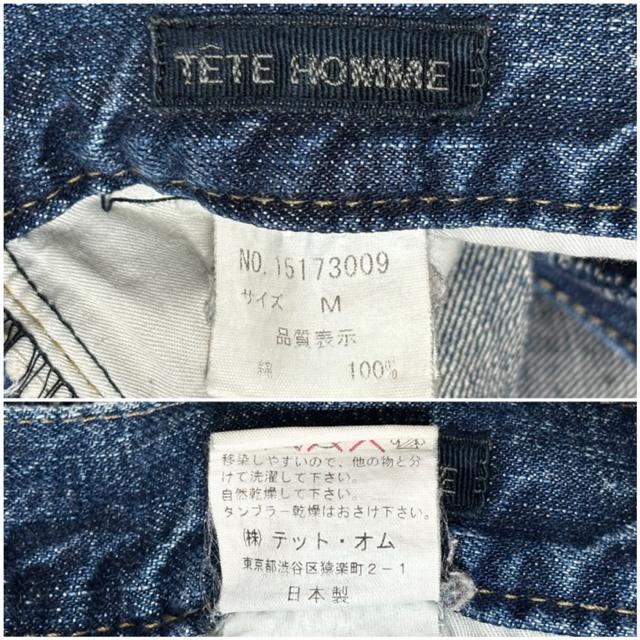 TÊTE HOMME
NO.15173009
サイズ M
品質表示
綿 100%
移染しやすいので、他の物と分
けて洗濯して下さい。
自然乾燥して下さい。
タンブラー乾燥はおさけ下さい。
㈱ テット・オム
東京都渋谷区猿楽町2-1
日本製